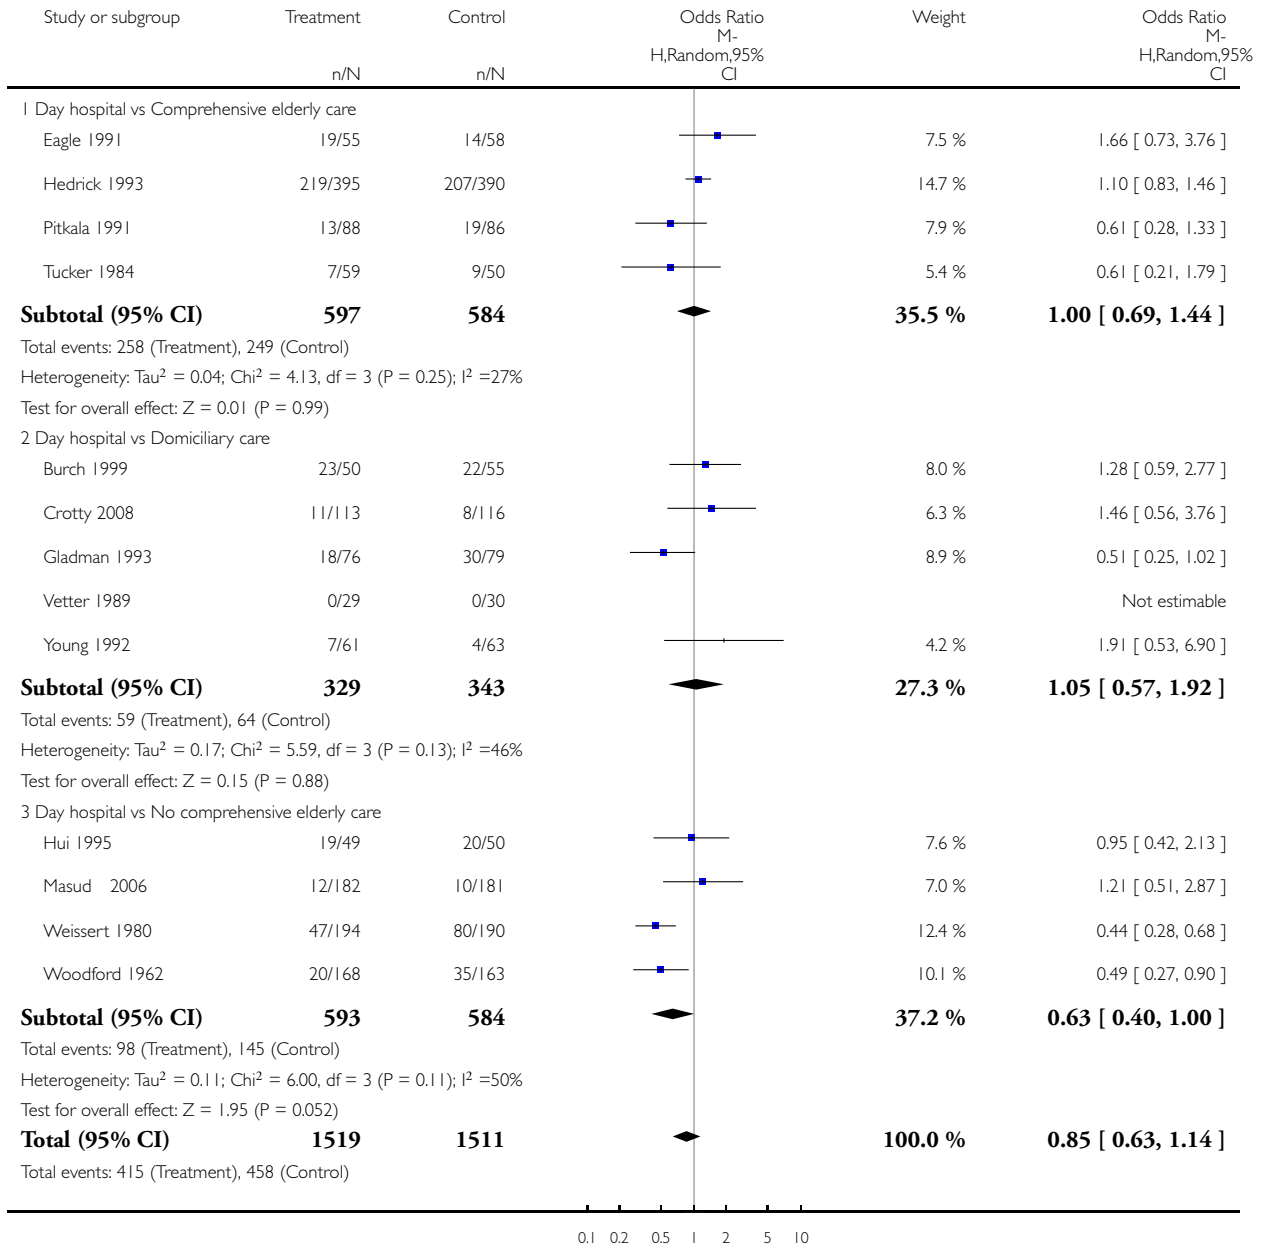 Study or subgroup Treatment Control Odds Ratio Weight Odds Ratio
M- M-
H,Random,95% H,Random,95%
n/N n/N CI CI
1 Day hospital vs Comprehensive elderly care
Eagle 1991 19/55 14/58 7.5 % 1.66 [ 0.73, 3.76 ]
Hedrick 1993 219/395 207/390 14.7 % 1.10 [ 0.83, 1.46 ]
Pitkala 1991 13/88 19/86 7.9 % 0.61 [ 0.28, 1.33 ]
Tucker 1984 7/59 9/50 5.4 % 0.61 [ 0.21, 1.79 ]
Subtotal (95% CI) 597 584 35.5 % 1.00 [ 0.69, 1.44 ]
Total events: 258 (Treatment), 249 (Control)
Heterogeneity: Tau² = 0.04; Chi² = 4.13, df = 3 (P = 0.25); I² =27%
Test for overall effect: Z = 0.01 (P = 0.99)
2 Day hospital vs Domiciliary care
Burch 1999 23/50 22/55 8.0 % 1.28 [ 0.59, 2.77 ]
Crotty 2008 11/113 8/116 6.3 % 1.46 [ 0.56, 3.76 ]
Gladman 1993 18/76 30/79 8.9 % 0.51 [ 0.25, 1.02 ]
Vetter 1989 0/29 0/30 Not estimable
Young 1992 7/61 4/63 4.2 % 1.91 [ 0.53, 6.90 ]
Subtotal (95% CI) 329 343 27.3 % 1.05 [ 0.57, 1.92 ]
Total events: 59 (Treatment), 64 (Control)
Heterogeneity: Tau² = 0.17; Chi² = 5.59, df = 3 (P = 0.13); I² =46%
Test for overall effect: Z = 0.15 (P = 0.88)
3 Day hospital vs No comprehensive elderly care
Hui 1995 19/49 20/50 7.6 % 0.95 [ 0.42, 2.13 ]
Masud 2006 12/182 10/181 7.0 % 1.21 [ 0.51, 2.87 ]
Weissert 1980 47/194 80/190 12.4 % 0.44 [ 0.28, 0.68 ]
Woodford 1962 20/168 35/163 10.1 % 0.49 [ 0.27, 0.90 ]
Subtotal (95% CI) 593 584 37.2 % 0.63 [ 0.40, 1.00 ]
Total events: 98 (Treatment), 145 (Control)
Heterogeneity: Tau² = 0.11; Chi² = 6.00, df = 3 (P = 0.11); I² =50%
Test for overall effect: Z = 1.95 (P = 0.052)
Total (95% CI) 1519 1511 100.0 % 0.85 [ 0.63, 1.14 ]
Total events: 415 (Treatment), 458 (Control)
0.1 0.2 0.5 1 2 5 10